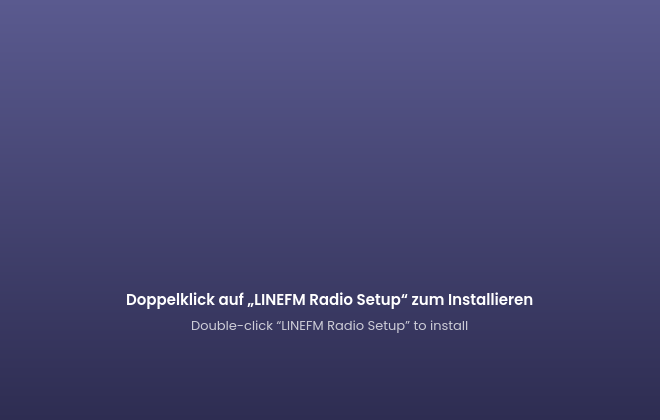 Doppelklick auf „LINEFM Radio Setup“ zum Installieren
Double-click “LINEFM Radio Setup” to install